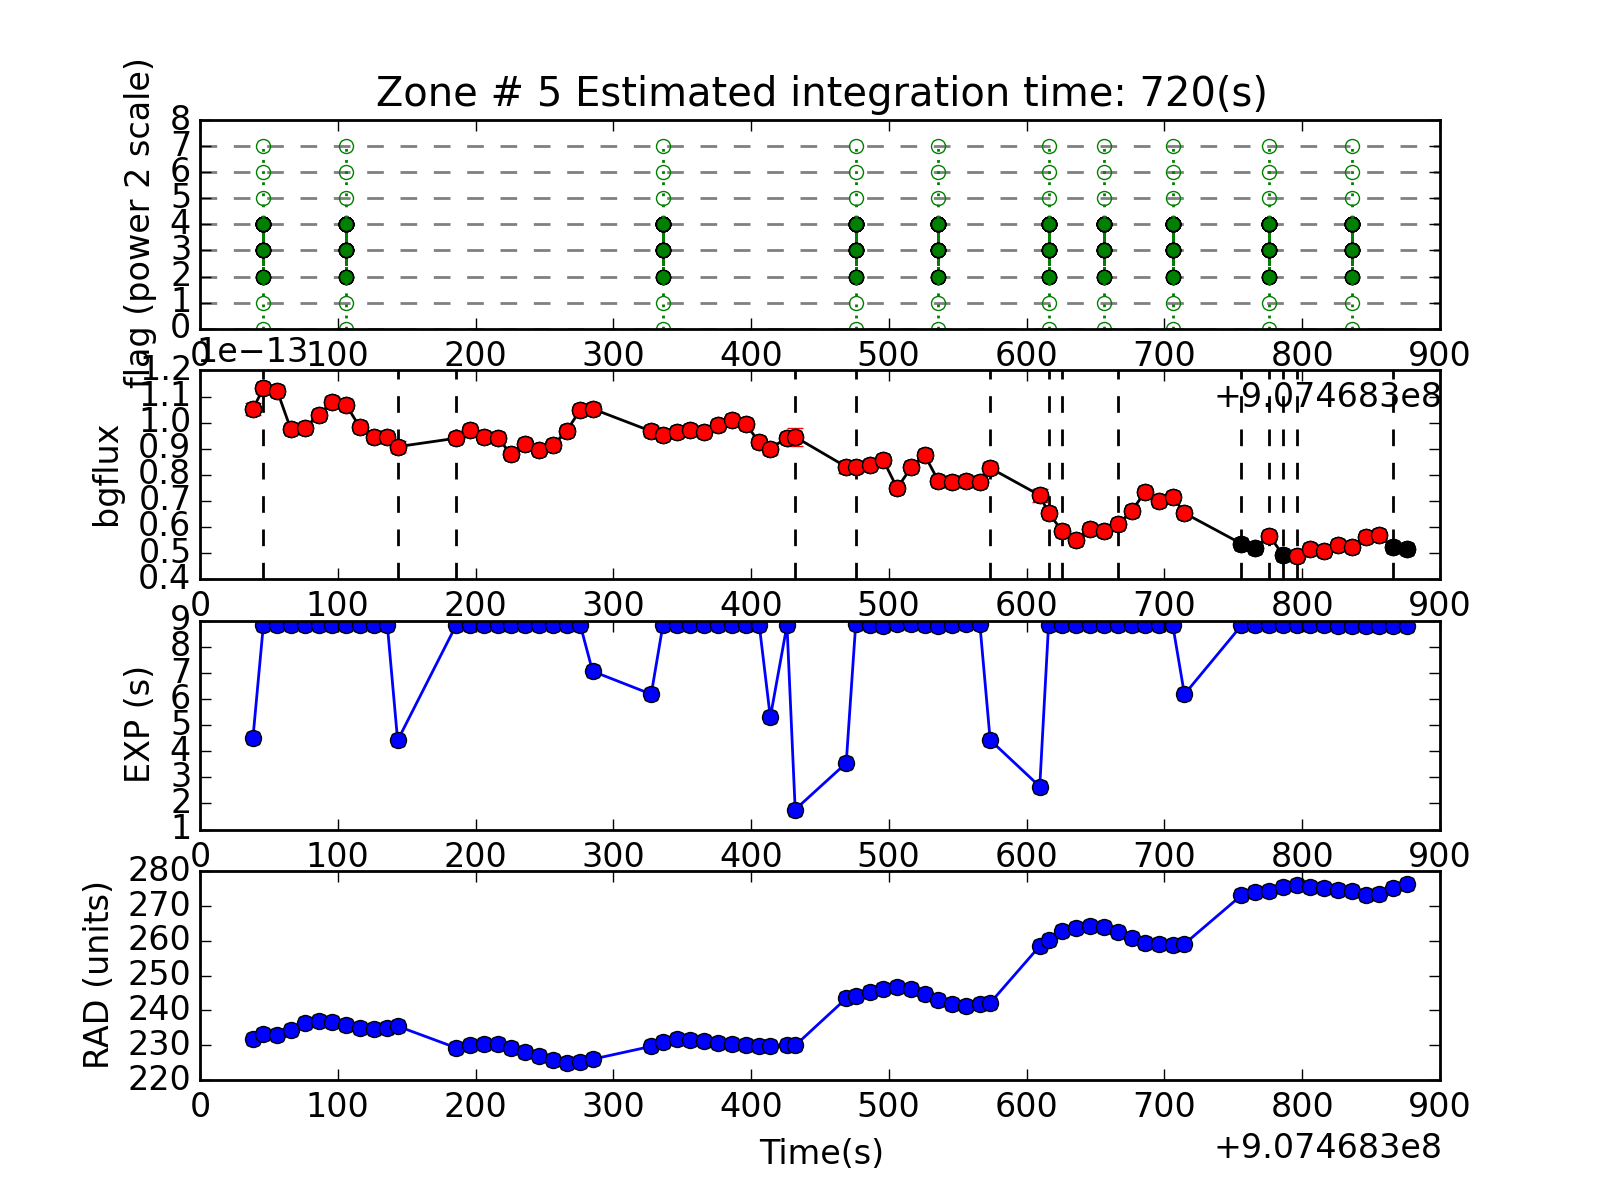 Zone # 5 Estimated integration time: 720(s)
flag (power 2 scale)
8
7
6
5
4
3
2
1
0
0 100 200 300 400 500 600 700 800 900
1e−13
+9.074683e8
bgflux
1.2
1.1
1.0
0.9
0.8
0.7
0.6
0.5
0.4
0 100 200 300 400 500 600 700 800 900
EXP (s)
9
8
7
6
5
4
3
2
1
0 100 200 300 400 500 600 700 800 900
RAD (units)
280
270
260
250
240
230
220
0 100 200 300 400 500 600 700 800 900
Time(s)
+9.074683e8